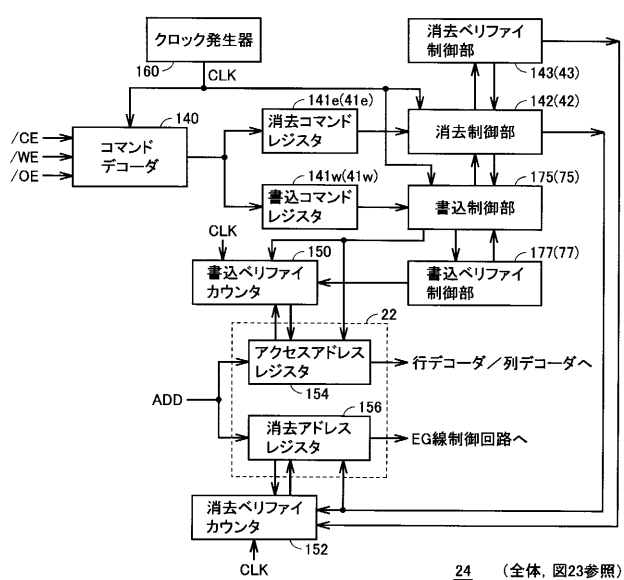 クロック発生器
160
CLK
消去ベリファイ
制御部
143(43)
140
141e(41e)
142(42)
/CE
/WE
/OE
コマンド
デコーダ
消去コマンド
レジスタ
消去制御部
141w(41w)
175(75)
書込コマンド
レジスタ
書込制御部
CLK
150
177(77)
書込ベリファイ
カウンタ
書込ベリファイ
制御部
22
アクセスアドレス
レジスタ
行デコーダ/列デコーダへ
154
ADD
156
消去アドレス
レジスタ
EG線制御回路へ
消去ベリファイ
カウンタ
152
CLK
24 (全体, 図23参照)